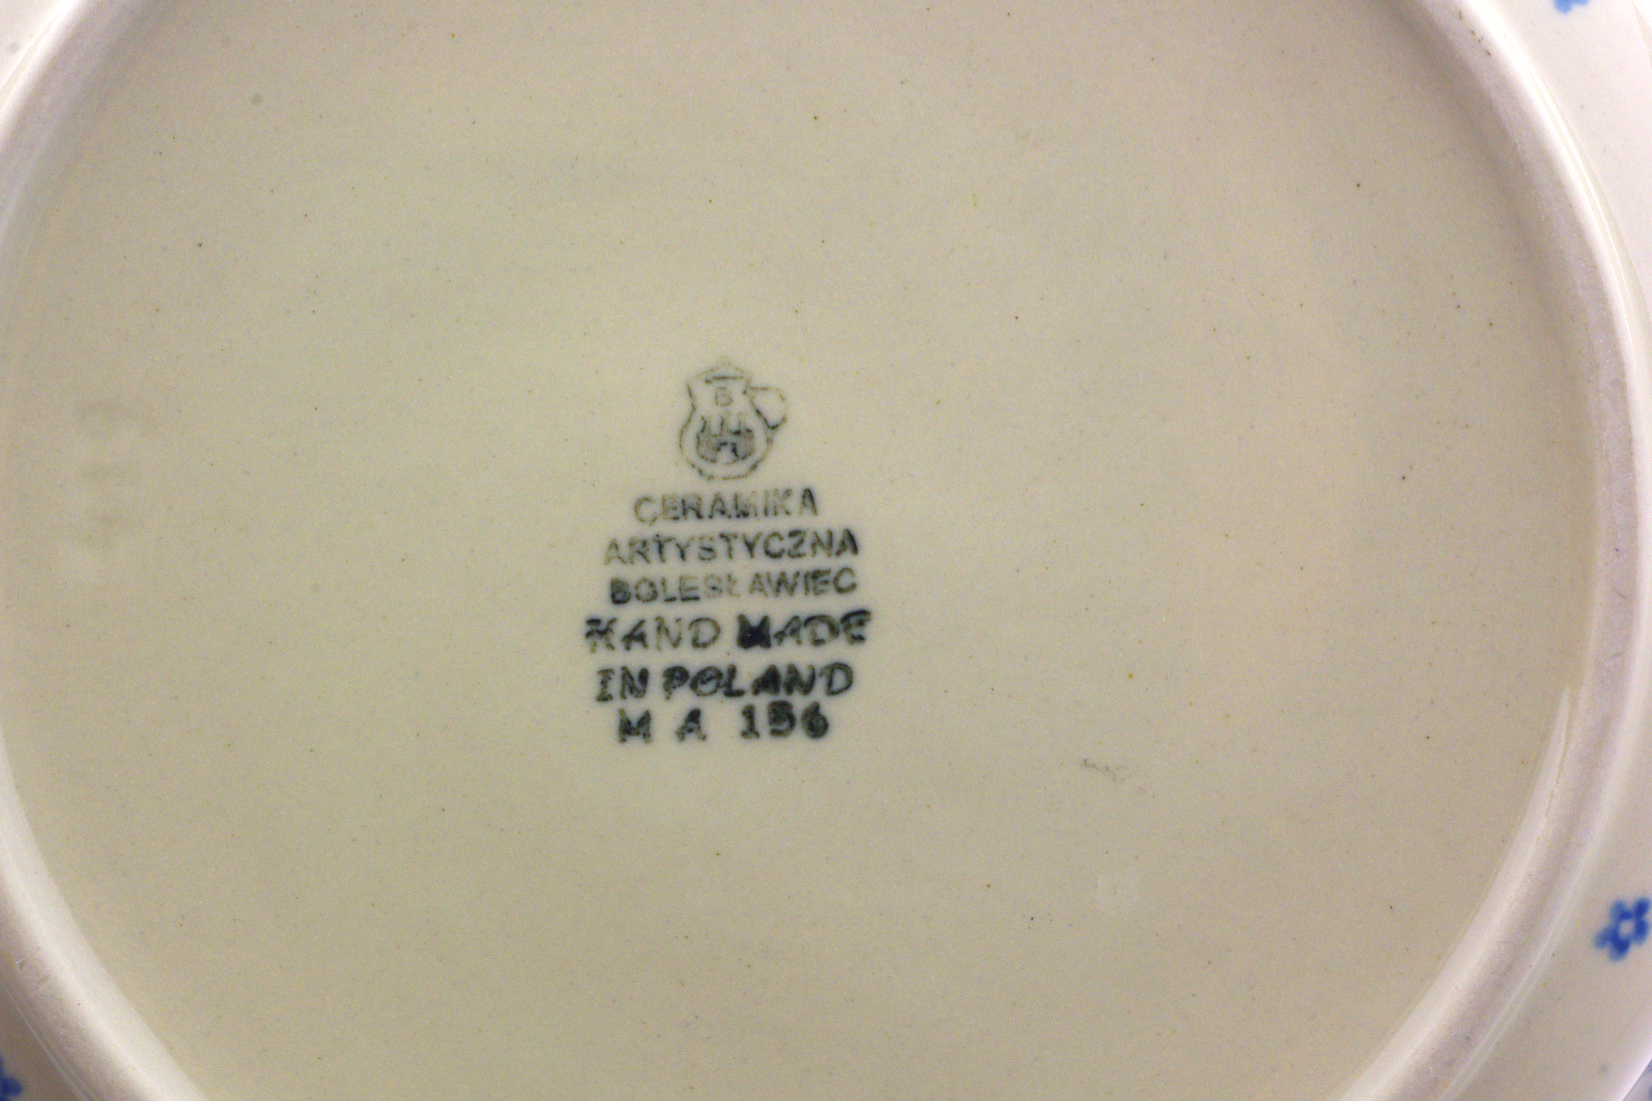 B
CERAMIKA
ARTYSTYCZNA
BOLESŁAWIEC
HAND MADE
IN POLAND
M A 156